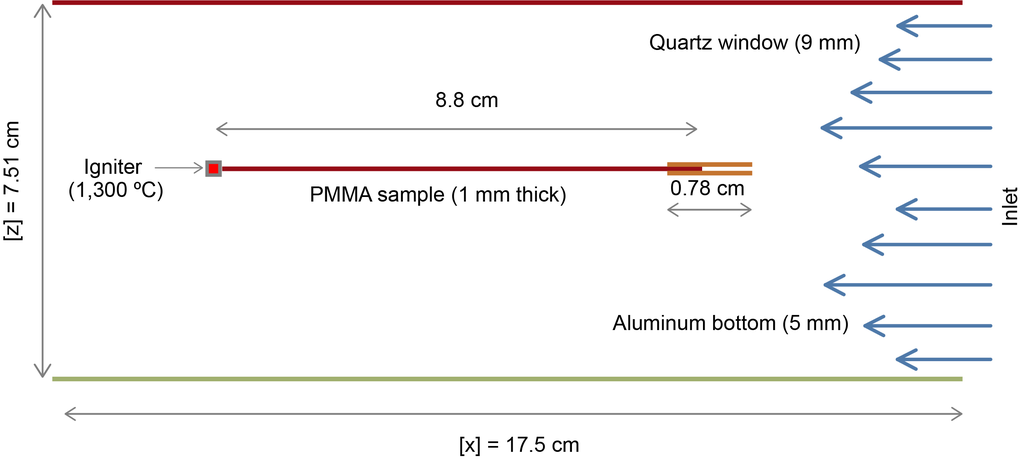 Quartz window (9 mm)
8.8 cm
[z] = 7.51 cm
Igniter
(1,300 ºC)
PMMA sample (1 mm thick)
0.78 cm
Inlet
Aluminum bottom (5 mm)
[x] = 17.5 cm